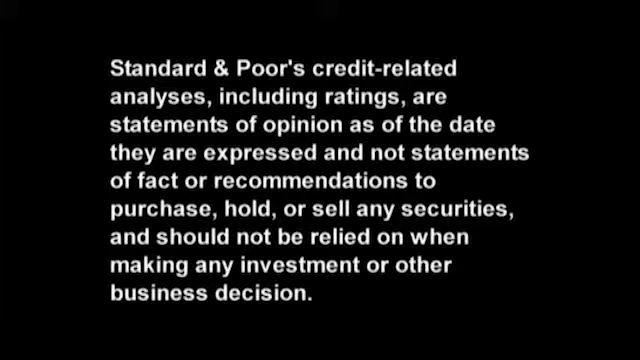 Standard & Poor's credit-related
analyses, including ratings, are
statements of opinion as of the date
they are expressed and not statements
of fact or recommendations to
purchase, hold, or sell any securities,
and should not be relied on when
making any investment or other
business decision.